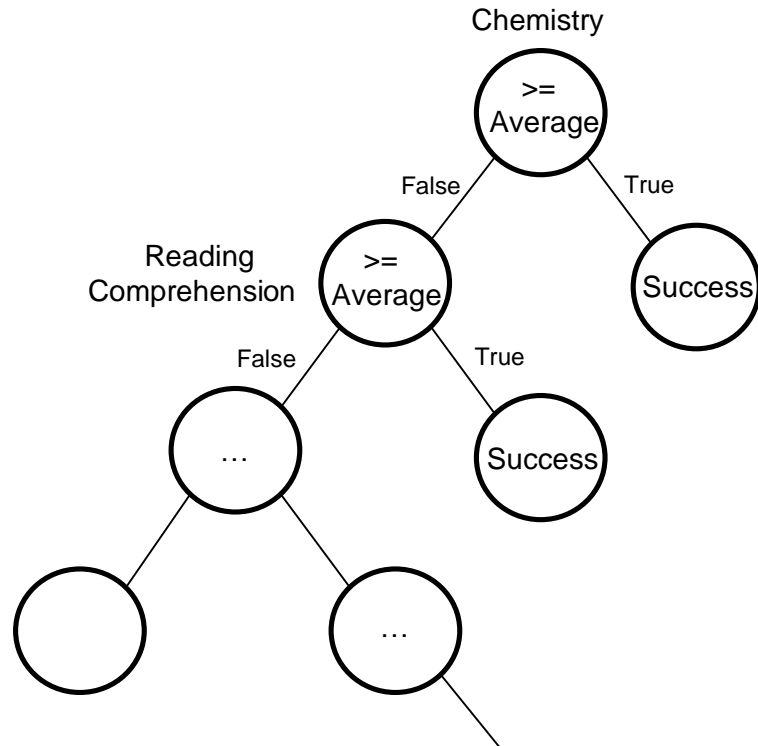 Chemistry
>=
Average
False
True
Reading
Comprehension
>=
Average
Success
False
True
...
Success
...